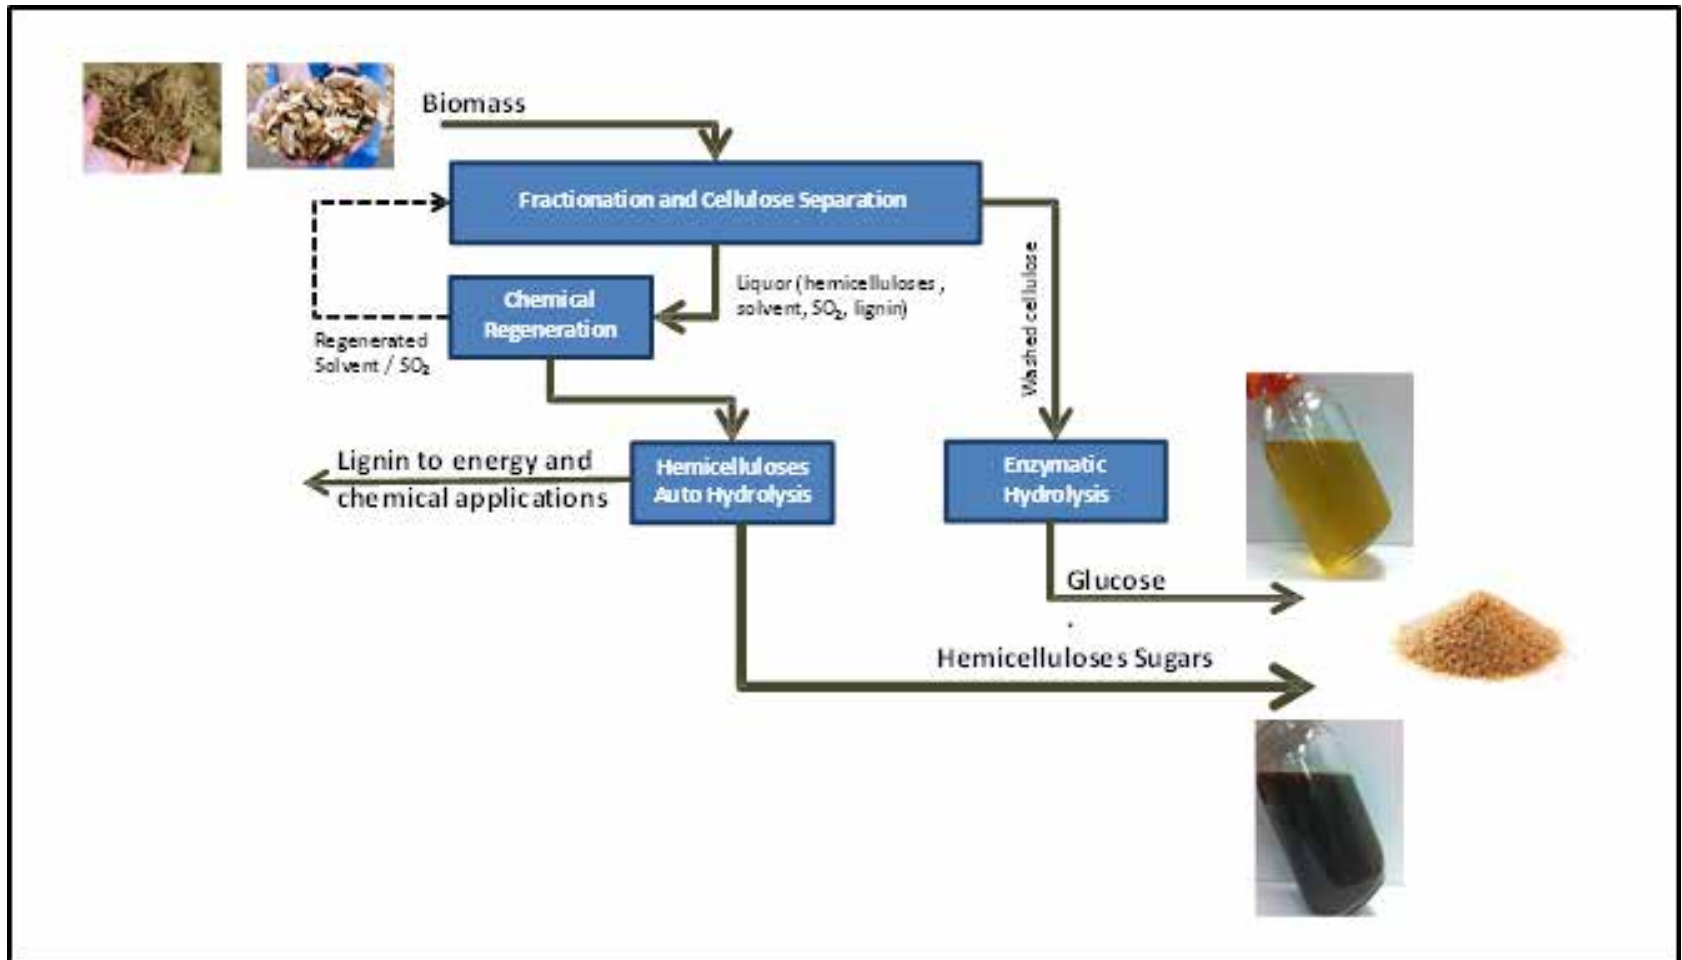 Biomass
Fractionation and Cellulose Separation
Chemical
Regeneration
Liquor (hemicelluloses,
solvent, SO₂, lignin)
Washed cellulose
Regenerated
Solvent / SO₂
Lignin to energy and
chemical applications
Hemicelluloses
Auto Hydrolysis
Enzymatic
Hydrolysis
Glucose
.
Hemicelluloses Sugars